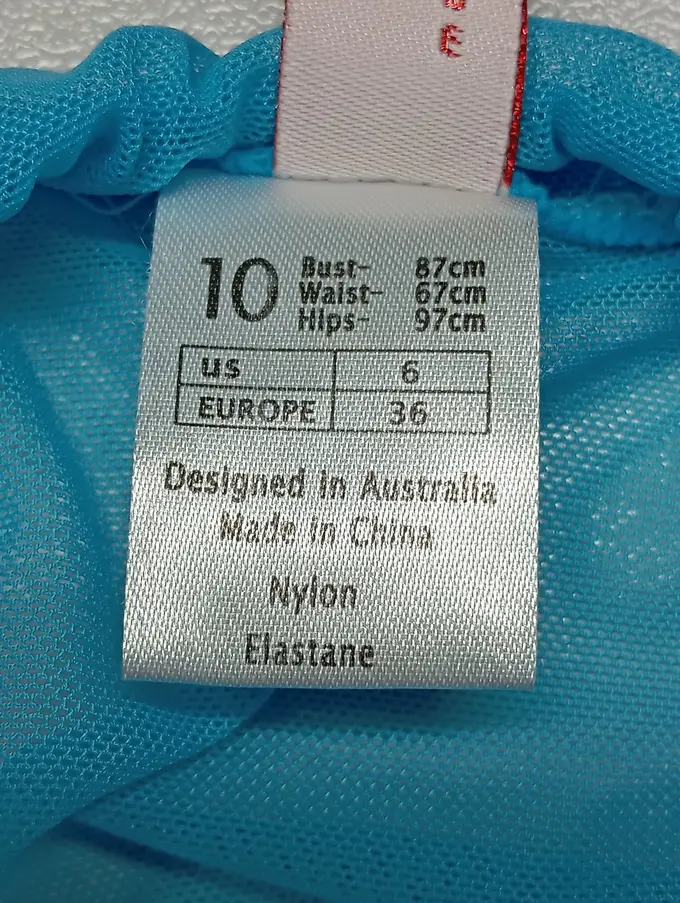 10
Bust- 87cm
Waist- 67cm
Hips- 97cm
us 6
EUROPE 36
Designed in Australia
Made in China
Nylon
Elastane